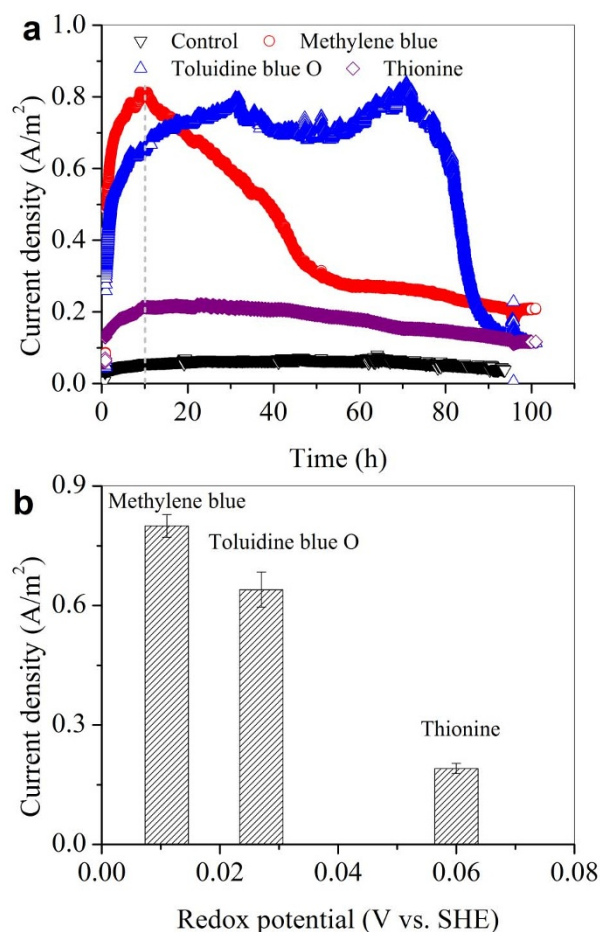 a
Control Methylene blue
Toluidine blue O Thionine
1.0
0.8
0.6
0.4
0.2
0.0
Current density (A/m²)
0 20 40 60 80 100
Time (h)
b
Methylene blue
Toluidine blue O
Thionine
0.9
0.6
0.3
0.0
Current density (A/m²)
0.00 0.02 0.04 0.06 0.08
Redox potential (V vs. SHE)